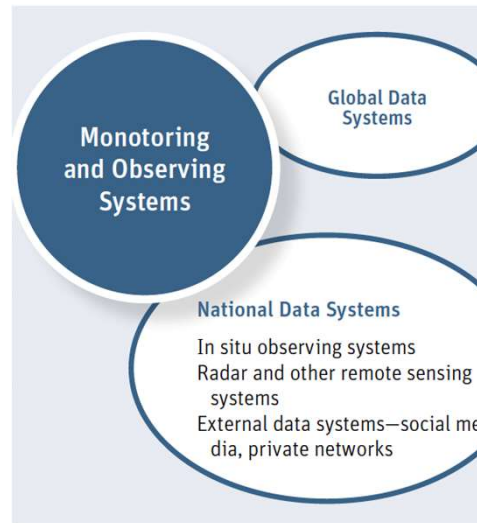 Monotoring
and Observing
Systems
Global Data
Systems
National Data Systems
In situ observing systems
Radar and other remote sensing
systems
External data systems—social me
dia, private networks